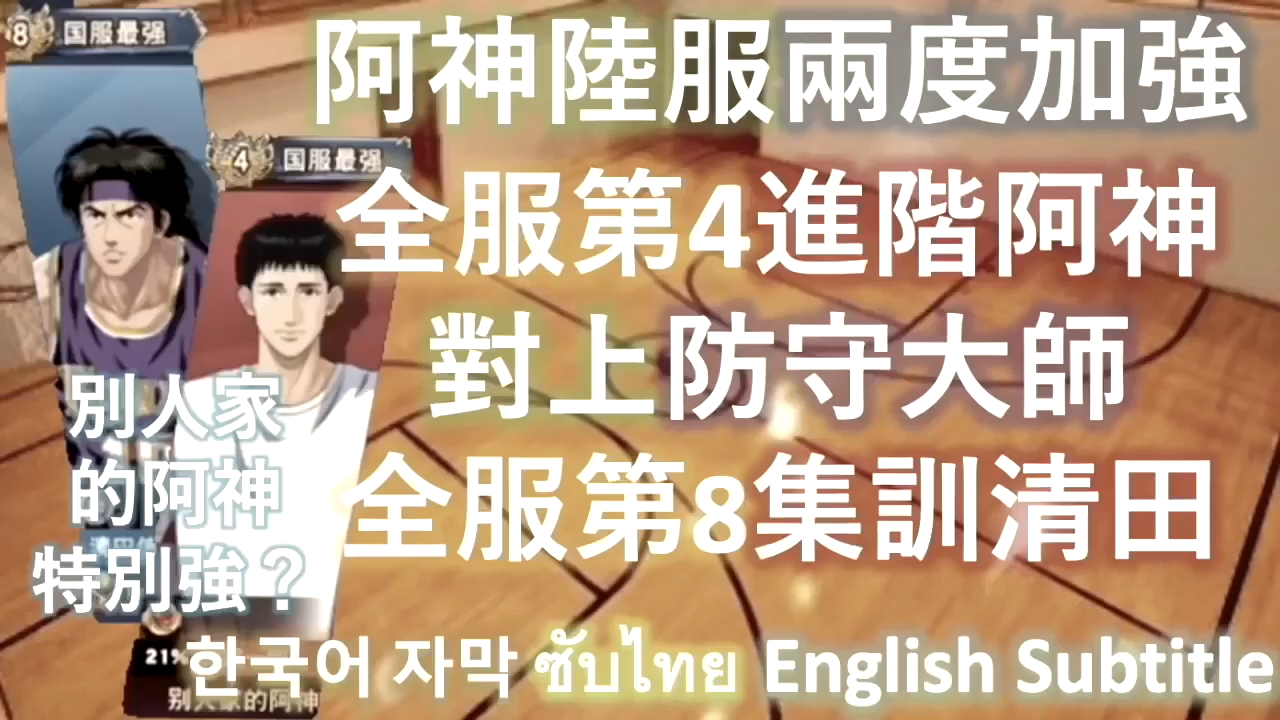 8 国服最强
阿神陸服兩度加強
4 国服最强
全服第4進階阿神
對上防守大師
別人家
的阿神
全服第8集訓清田
特別強？
21%
한국어 자막 ซับไทย English Subtitle
别人家的阿神